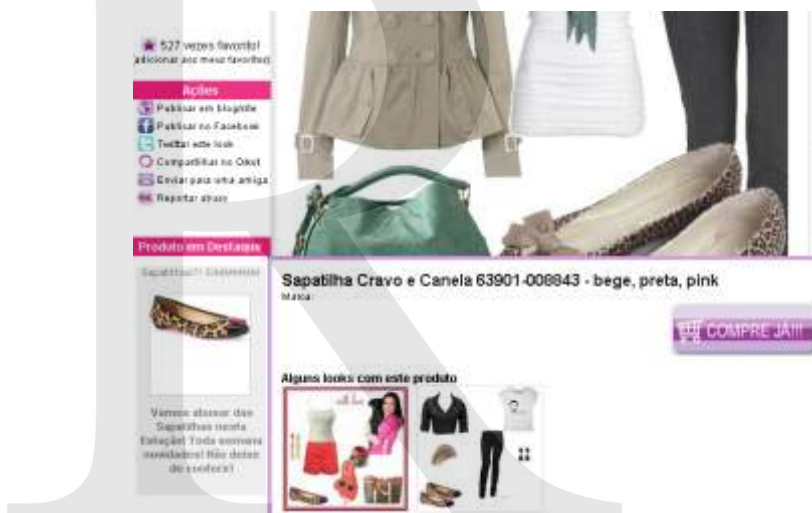 527 vezes favorito!
(adicionar aos meus favoritos)
Ações
Publicar em blog/site
Publicar no Facebook
Twittar este look
Compartilhar no Orkut
Enviar para uma amiga
Reportar abuso
Produto em Destaque
Sapatilhas?!
Vamos abusar das
Sapatilhas nesta
Estação! Toda semana
novidades! Não deixe
de conferir!
Sapatilha Cravo e Canela 63901-008843 - bege, preta, pink
Marca:
COMPRE JÁ!!!
Alguns looks com este produto